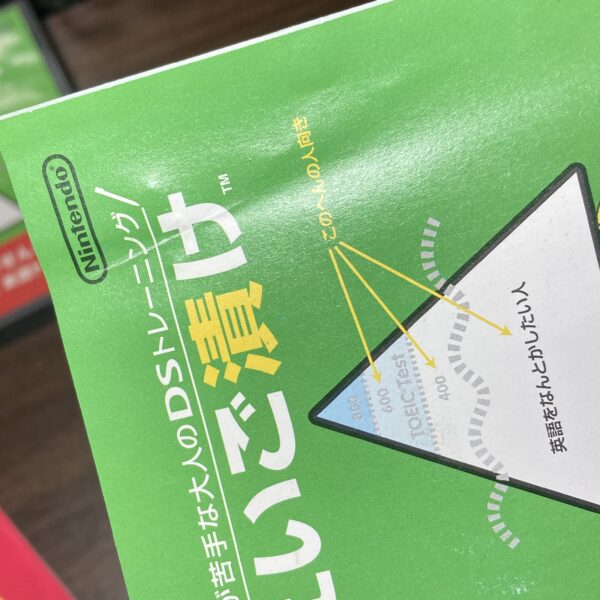 Nintendo
が苦手な大人のDSトレーニング
えいご漬け™
このへんの人向き
800
600
TOEIC® Test
400
英語をなんとかしたい人